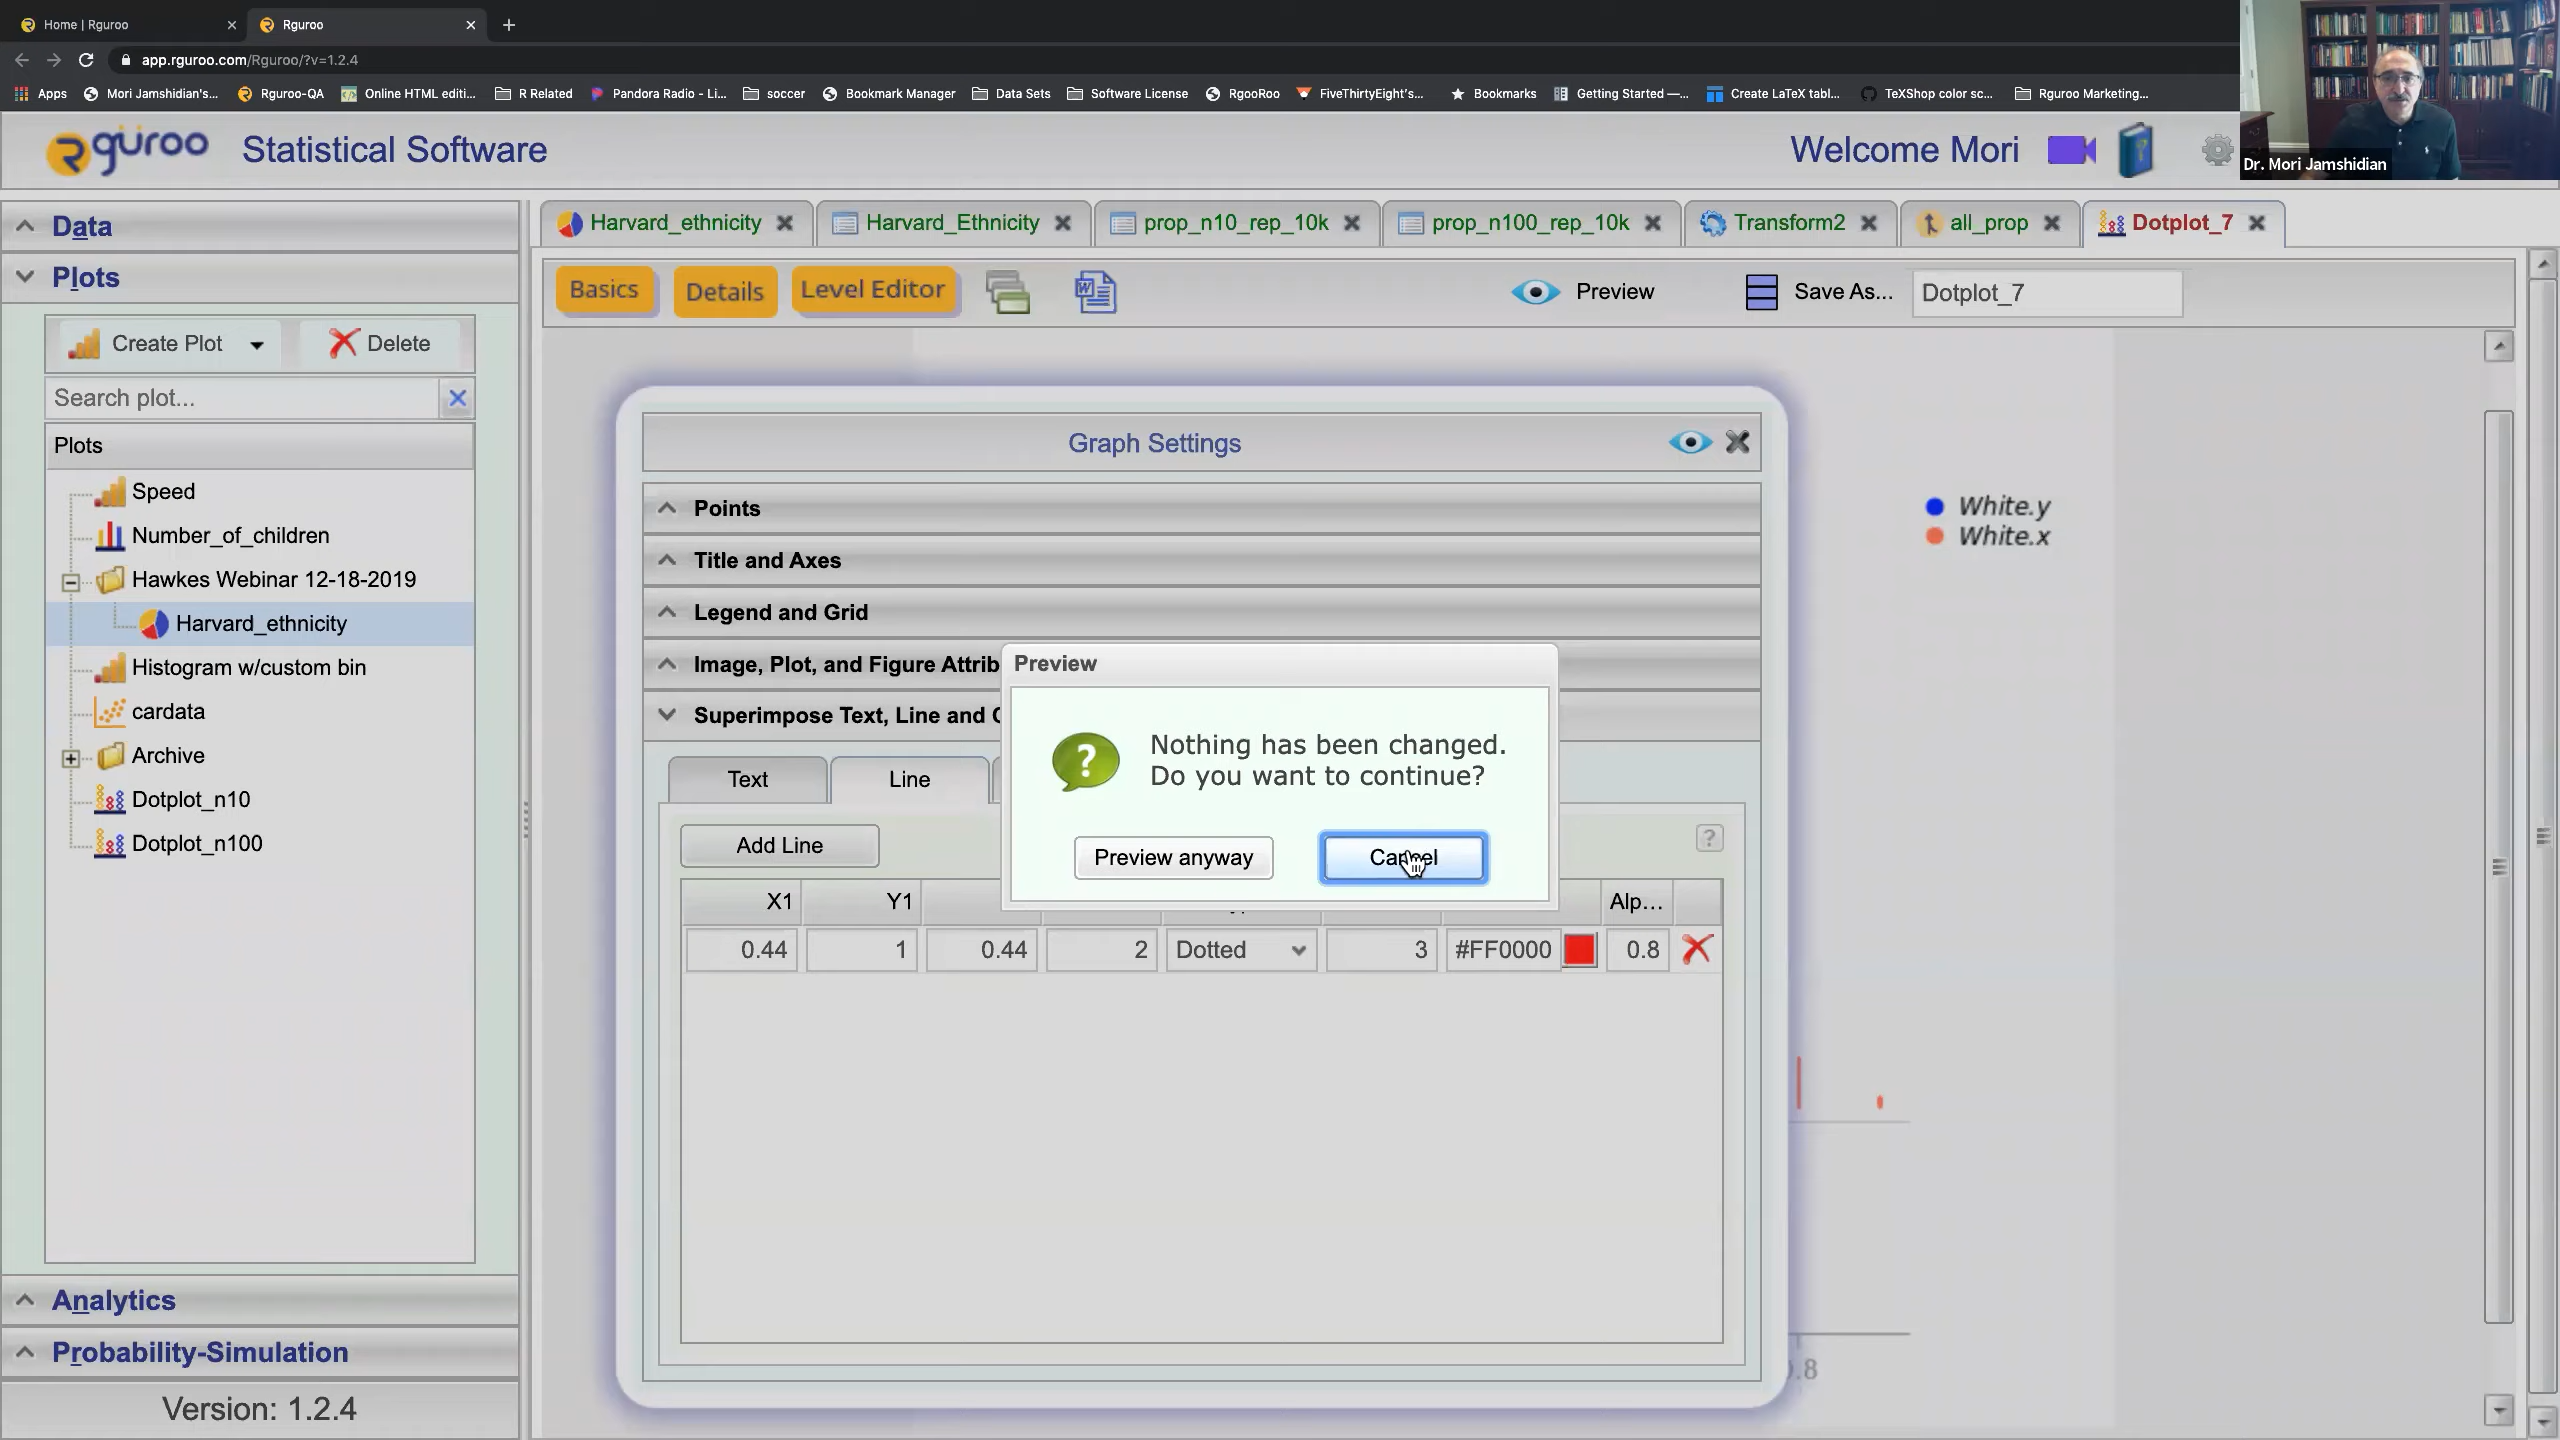 Home | Rguroo
Rguroo
app.rguroo.com/Rguroo/?v=1.2.4
Apps
Mori Jamshidian's...
Rguroo-QA
Online HTML editi...
R Related
Pandora Radio - Li...
soccer
Bookmark Manager
Data Sets
Software License
RgooRoo
FiveThirtyEight's...
Bookmarks
Getting Started —...
Create LaTeX tabl...
TeXShop color sc...
Rguroo Marketing...
Dr. Mori Jamshidian
rgüroo
Statistical Software
Welcome Mori
Data
Plots
Create Plot
Delete
Search plot...
Plots
Speed
Number_of_children
Hawkes Webinar 12-18-2019
Harvard_ethnicity
Histogram w/custom bin
cardata
Archive
Dotplot_n10
Dotplot_n100
Analytics
Probability-Simulation
Version: 1.2.4
Harvard_ethnicity
Harvard_Ethnicity
prop_n10_rep_10k
prop_n100_rep_10k
Transform2
all_prop
Dotplot_7
Basics
Details
Level Editor
Preview
Save As...
Dotplot_7
Graph Settings
Points
Title and Axes
Legend and Grid
Image, Plot, and Figure Attrib
Superimpose Text, Line and
Text
Line
Add Line
?
X1
Y1
Alp...
0.44
1
0.44
2
Dotted
3
#FF0000
0.8
Preview
?
Nothing has been changed.
Do you want to continue?
Preview anyway
Cancel
White.y
White.x
.8